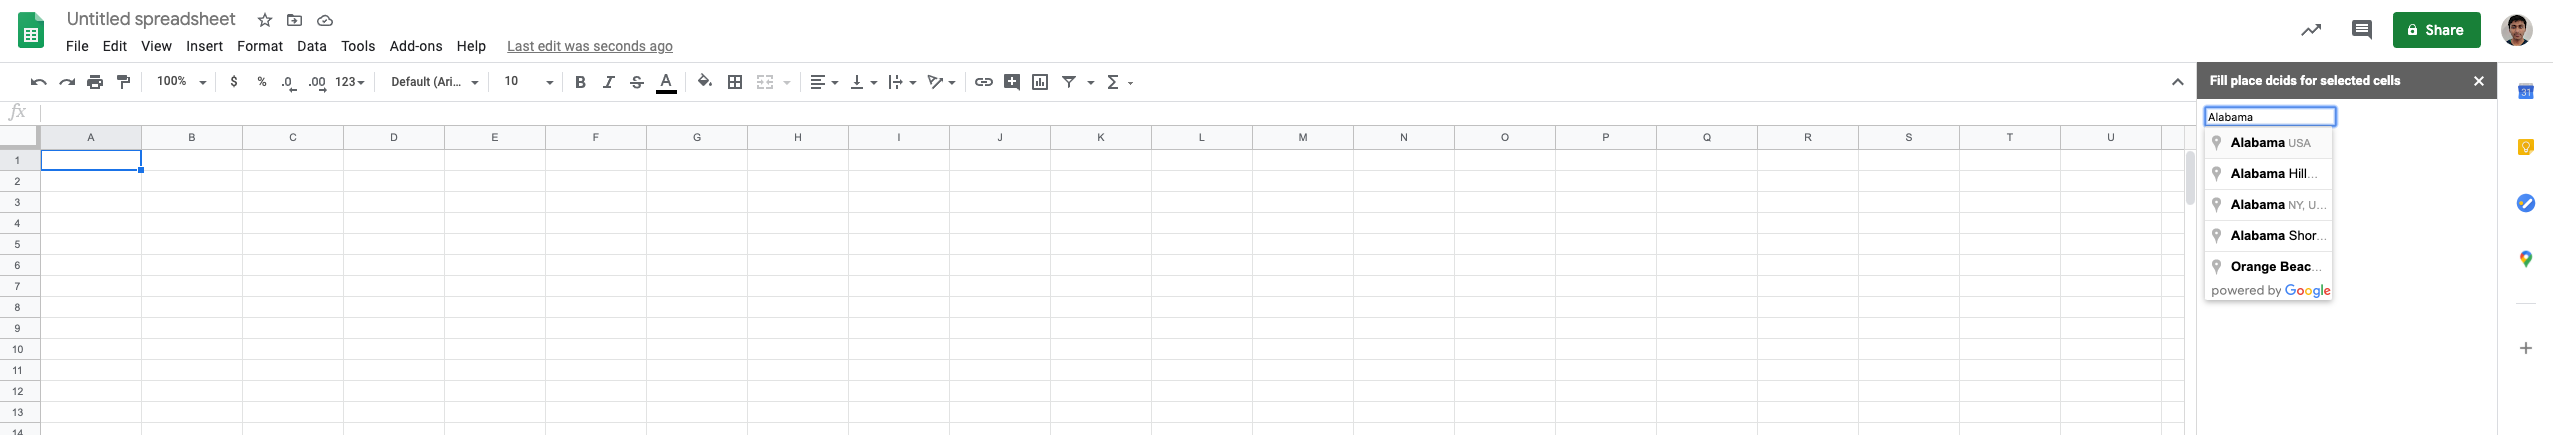 Untitled spreadsheet
File Edit View Insert Format Data Tools Add-ons Help Last edit was seconds ago
Share
100% $ % .0 .00 123 Default (Ari... 10 B I S A Σ
Fill place dcids for selected cells
31
fx
Alabama
A B C D E F G H I J K L M N O P Q R S T U
Alabama USA
1
Alabama Hill...
2
Alabama NY, U...
3
4
Alabama Shor...
5
Orange Beac...
6
powered by Google
7
8
9
10
11
12
13
14